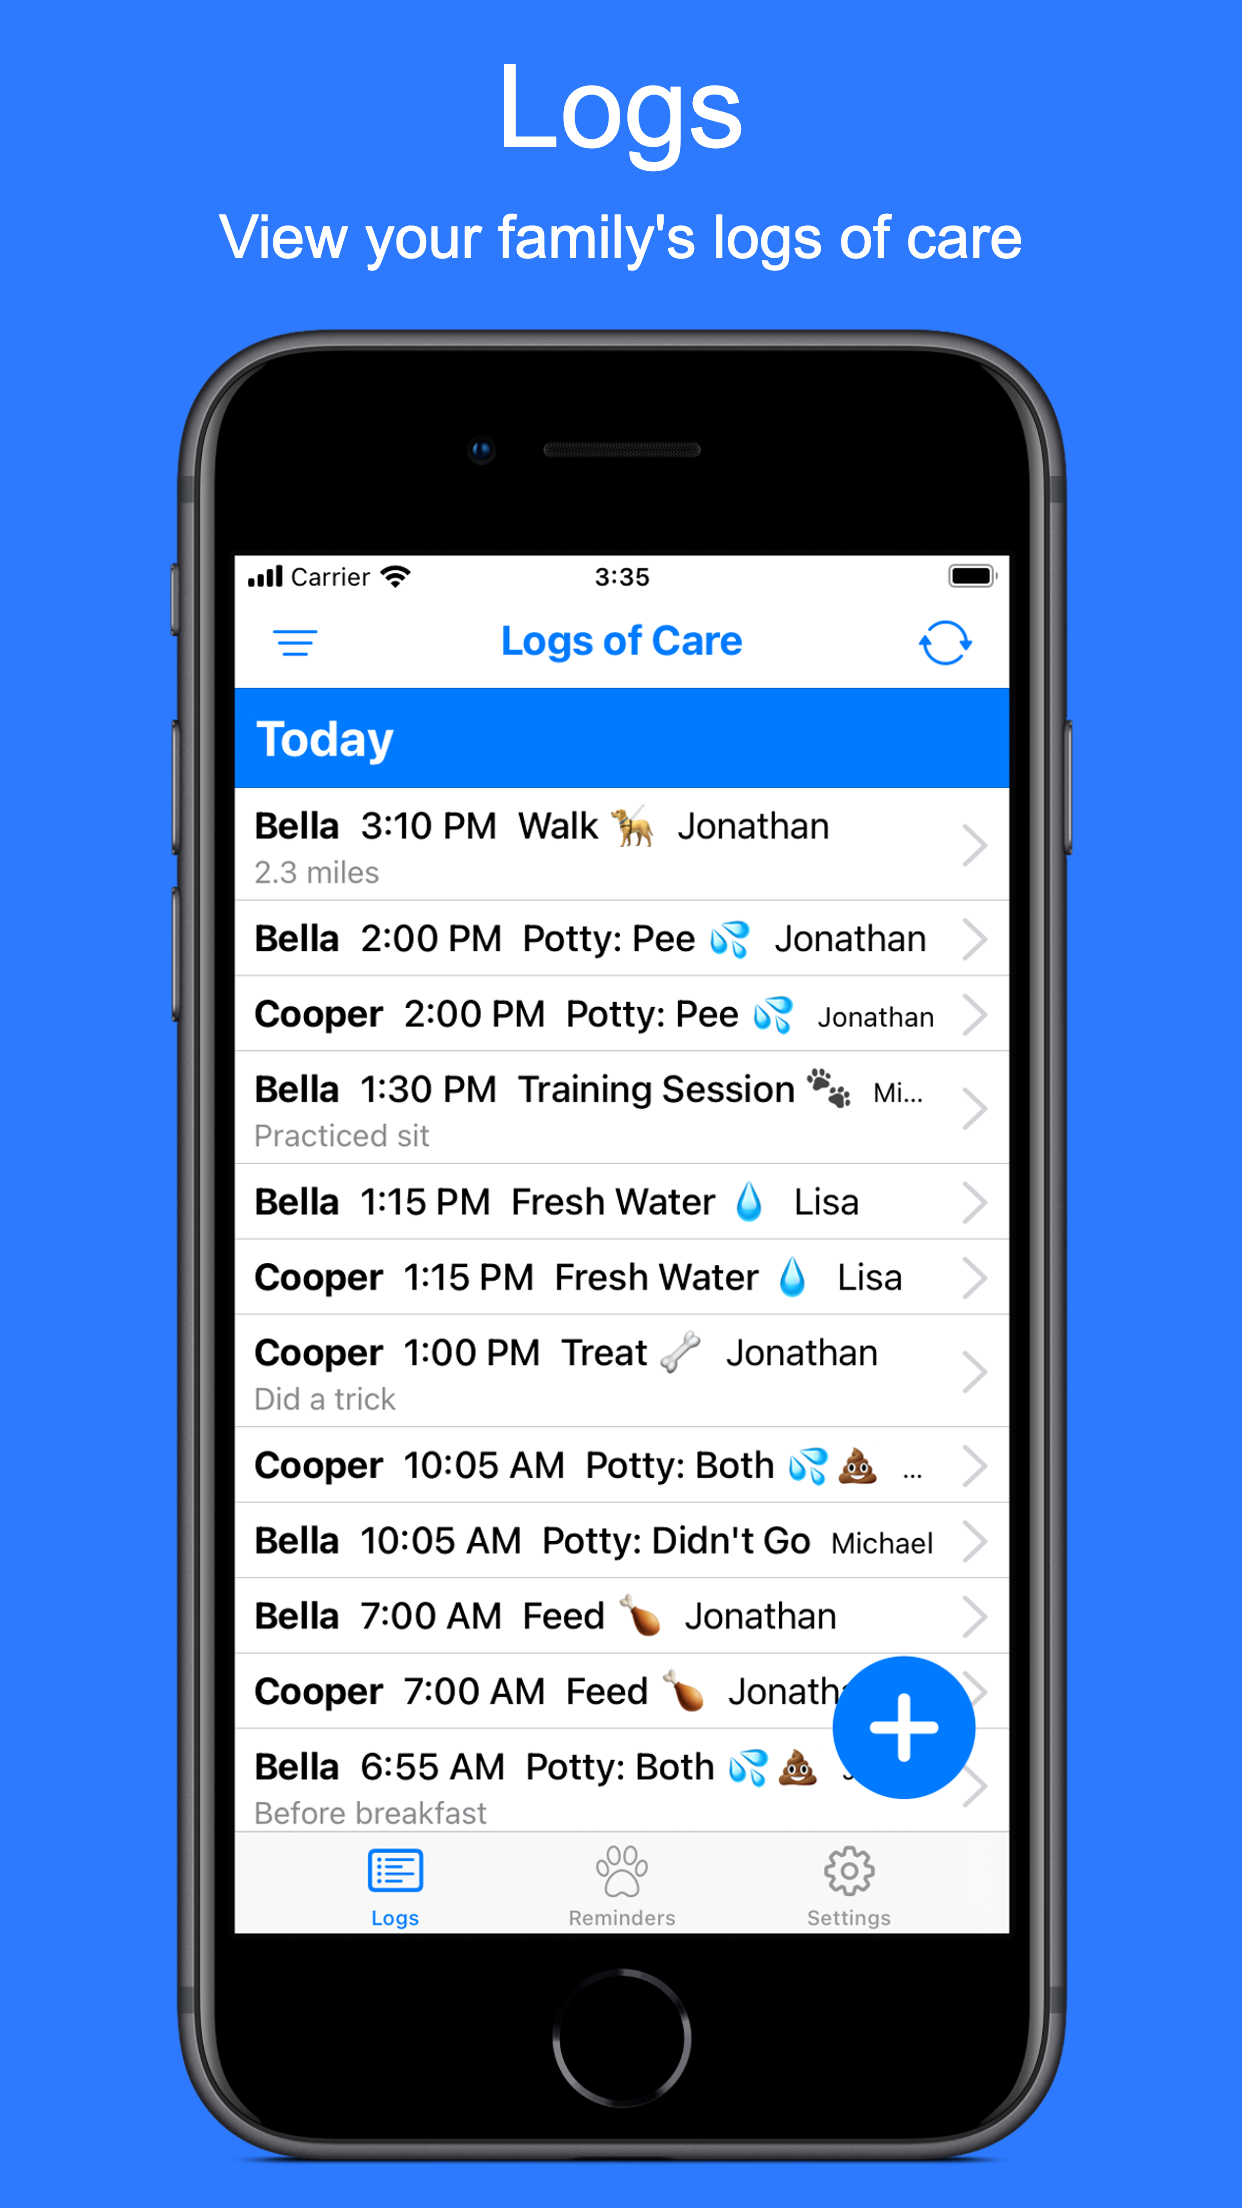 Logs
View your family's logs of care
Carrier 3:35
Logs of Care
Today
Bella 3:10 PM Walk 🦮 Jonathan
2.3 miles
Bella 2:00 PM Potty: Pee 💦 Jonathan
Cooper 2:00 PM Potty: Pee 💦 Jonathan
Bella 1:30 PM Training Session 🐾 Mi...
Practiced sit
Bella 1:15 PM Fresh Water 💧 Lisa
Cooper 1:15 PM Fresh Water 💧 Lisa
Cooper 1:00 PM Treat 🦴 Jonathan
Did a trick
Cooper 10:05 AM Potty: Both 💦 💩 ...
Bella 10:05 AM Potty: Didn't Go Michael
Bella 7:00 AM Feed 🍗 Jonathan
Cooper 7:00 AM Feed 🍗 Jonath
Bella 6:55 AM Potty: Both 💦 💩
Before breakfast
Logs Reminders Settings